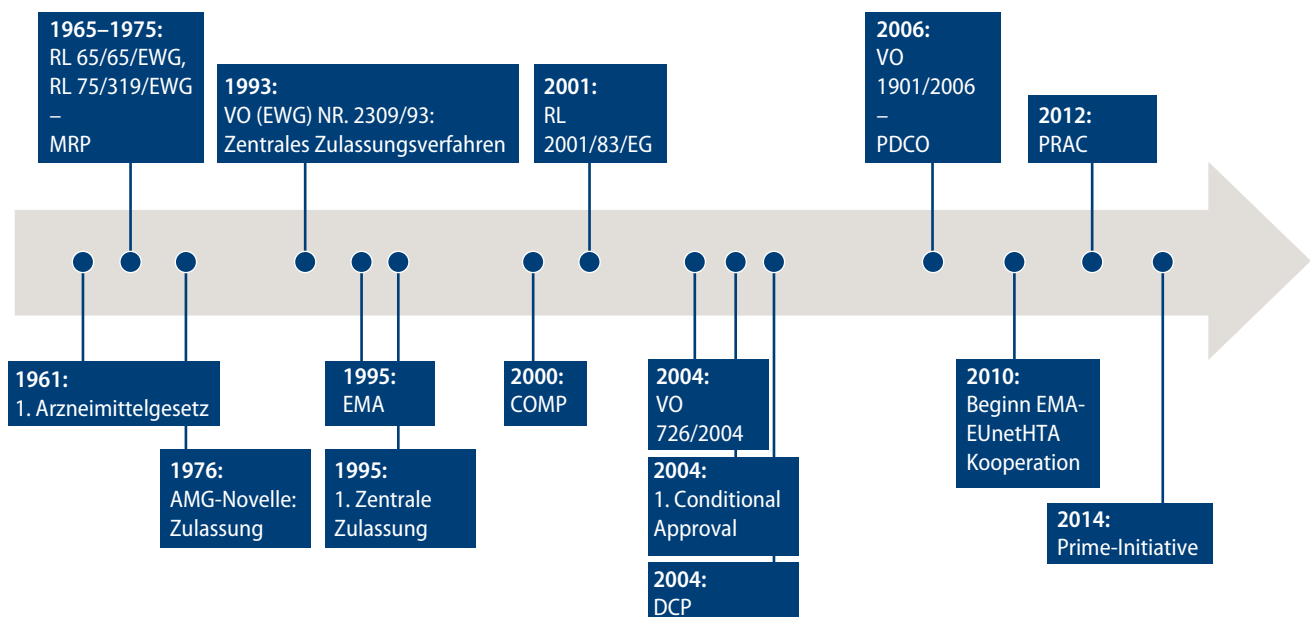 1965–1975:
RL 65/65/EWG,
RL 75/319/EWG
–
MRP
1993:
VO (EWG) NR. 2309/93:
Zentrales Zulassungsverfahren
2001:
RL
2001/83/EG
2006:
VO
1901/2006
–
PDCO
2012:
PRAC
1961:
1. Arzneimittelgesetz
1976:
AMG-Novelle:
Zulassung
1995:
EMA
1995:
1. Zentrale
Zulassung
2000:
COMP
2004:
VO
726/2004
2004:
1. Conditional
Approval
2004:
DCP
2010:
Beginn EMA-
EUnetHTA
Kooperation
2014:
Prime-Initiative